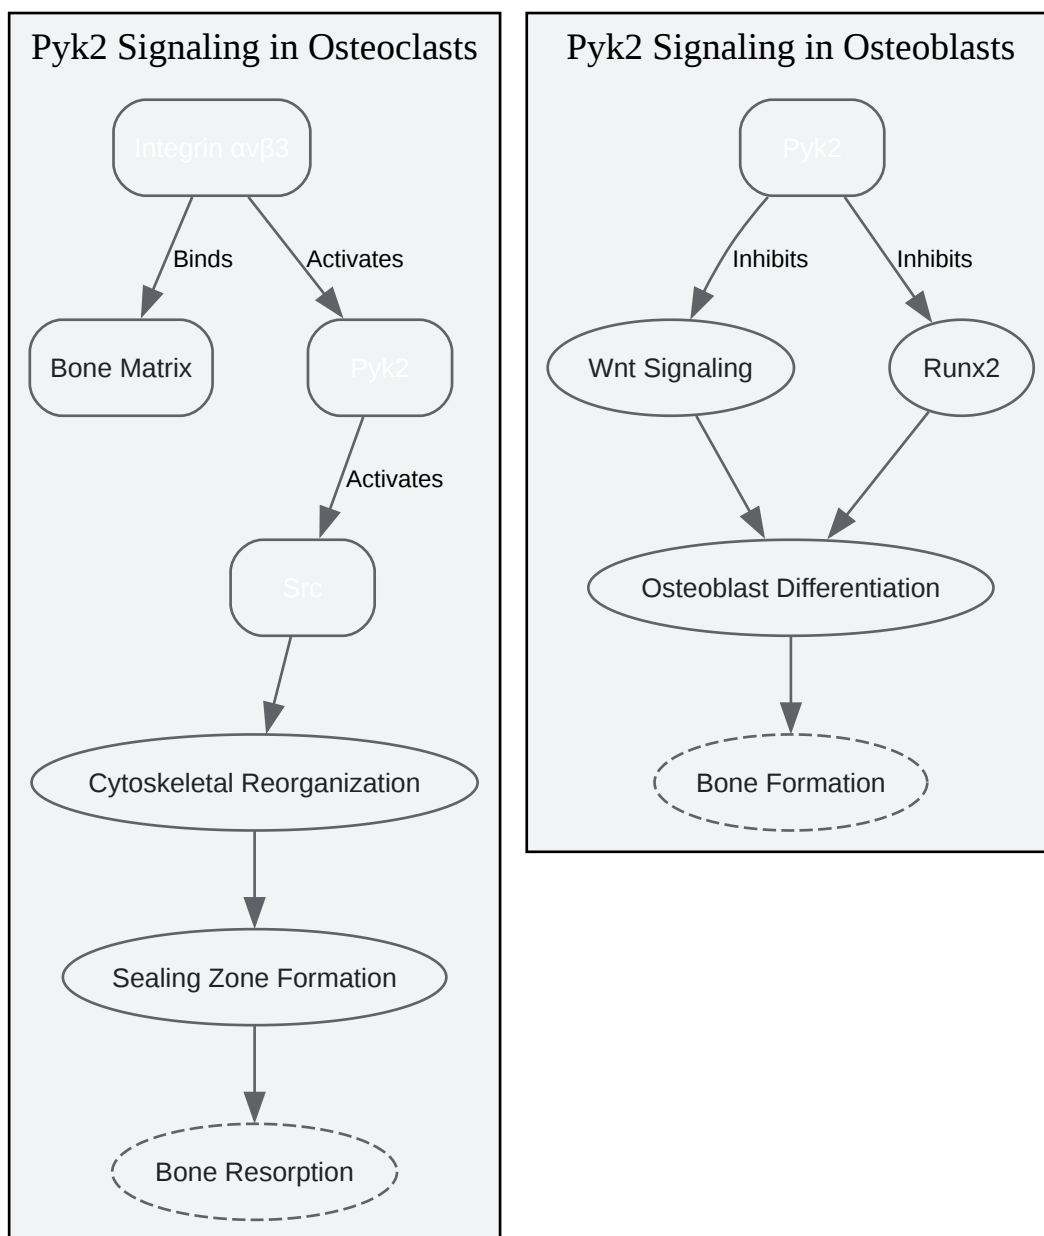 Pyk2 Signaling in Osteoclasts
Integrin αvβ3
Binds
Activates
Bone Matrix
Pyk2
Activates
Src
Cytoskeletal Reorganization
Sealing Zone Formation
Bone Resorption
Pyk2 Signaling in Osteoblasts
Pyk2
Inhibits
Inhibits
Wnt Signaling
Runx2
Osteoblast Differentiation
Bone Formation